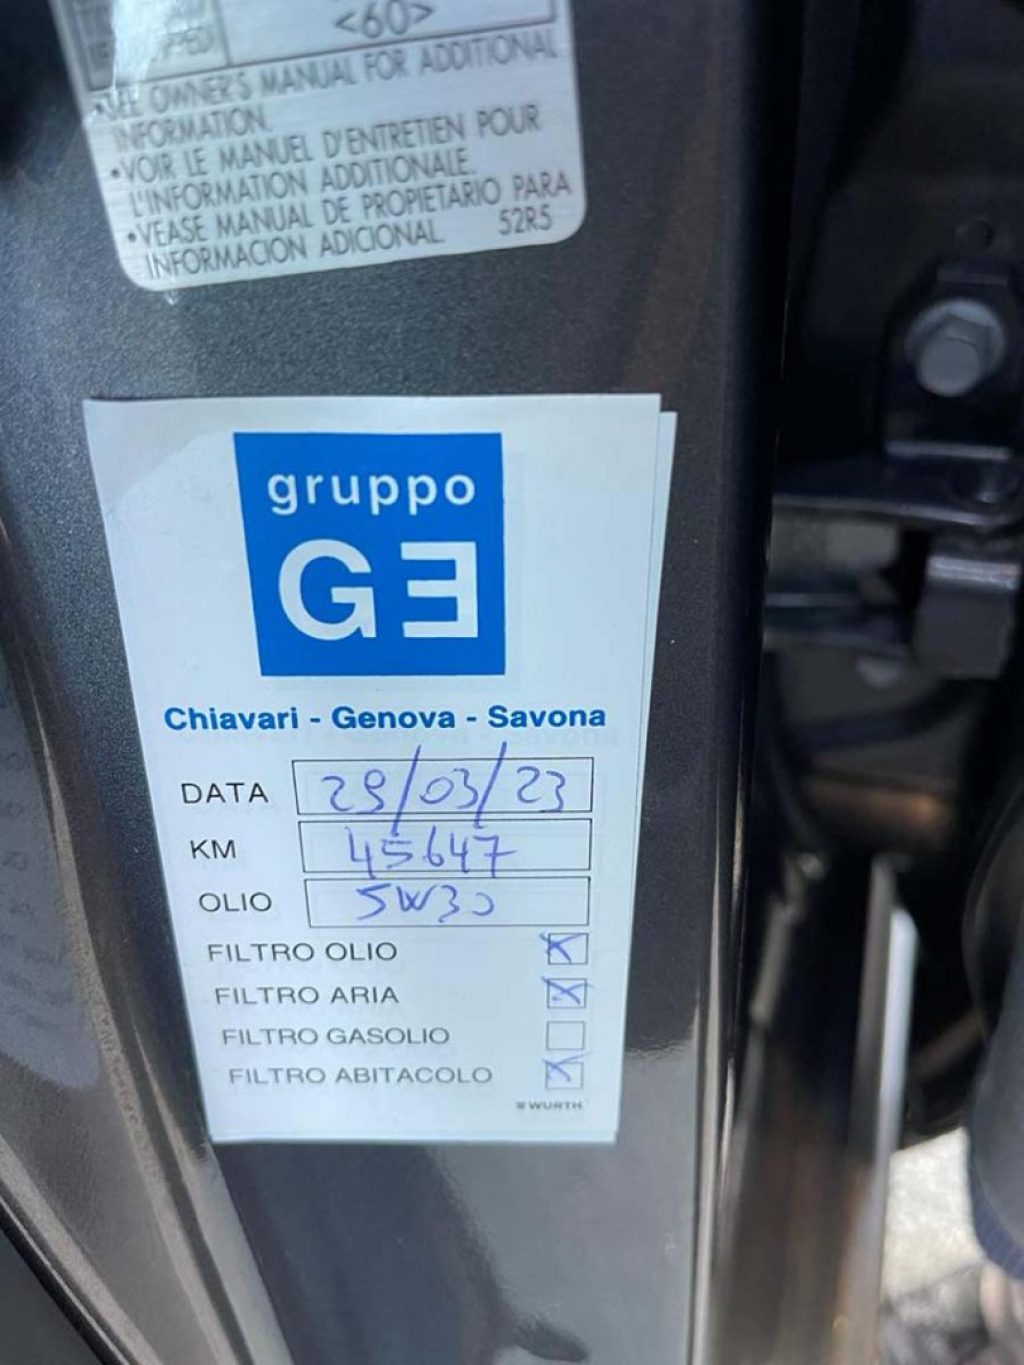 <60>
•SEE OWNER'S MANUAL FOR ADDITIONAL
INFORMATION.
•VOIR LE MANUEL D'ENTRETIEN POUR
L'INFORMATION ADDITIONALE.
•VEASE MANUAL DE PROPIETARIO PARA
INFORMACION ADICIONAL 52R5
gruppo
GE
Chiavari - Genova - Savona
DATA 29/03/23
KM 45647
OLIO 5W30
FILTRO OLIO
FILTRO ARIA
FILTRO GASOLIO
FILTRO ABITACOLO
WURTH